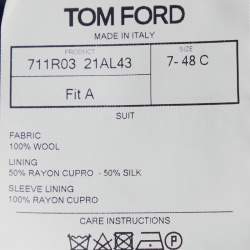 TOM FORD
MADE IN ITALY
PRODUCT SIZE
711R03 21AL43 7- 48 C
Fit A
SUIT
FABRIC
100% WOOL
LINING
50% RAYON CUPRO - 50% SILK
SLEEVE LINING
100% RAYON CUPRO
CARE INSTRUCTIONS